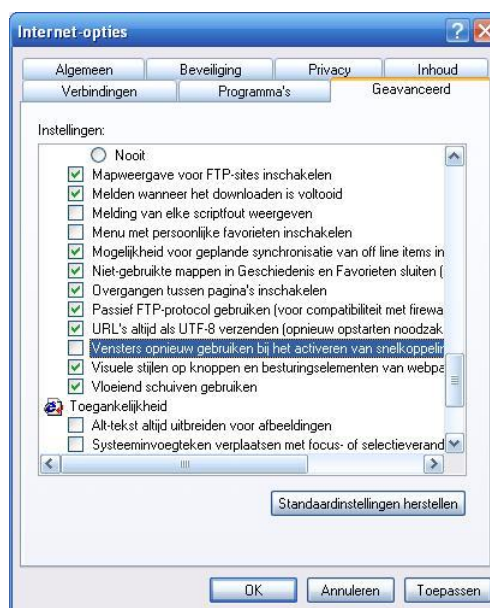 Internet-opties
Algemeen Beveiliging Privacy Inhoud
Verbindingen Programma's Geavanceerd
Instellingen:
Nooit
Mapweergave voor FTP-sites inschakelen
Melden wanneer het downloaden is voltooid
Melding van elke scriptfout weergeven
Menu met persoonlijke favorieten inschakelen
Mogelijkheid voor geplande synchronisatie van off line items in
Niet-gebruikte mappen in Geschiedenis en Favorieten sluiten (
Overgangen tussen pagina's inschakelen
Passief FTP-protocol gebruiken (voor compatibiliteit met firewa
URL's altijd als UTF-8 verzenden (opnieuw opstarten noodzak
Vensters opnieuw gebruiken bij het activeren van snelkoppelin
Visuele stijlen op knoppen en besturingselementen van webpa
Vloeiend schuiven gebruiken
Toegankelijkheid
Alt-tekst altijd uitbreiden voor afbeeldingen
Systeeminvoegteken verplaatsen met focus- of selectieverand
Standaardinstellingen herstellen
OK Annuleren Toepassen